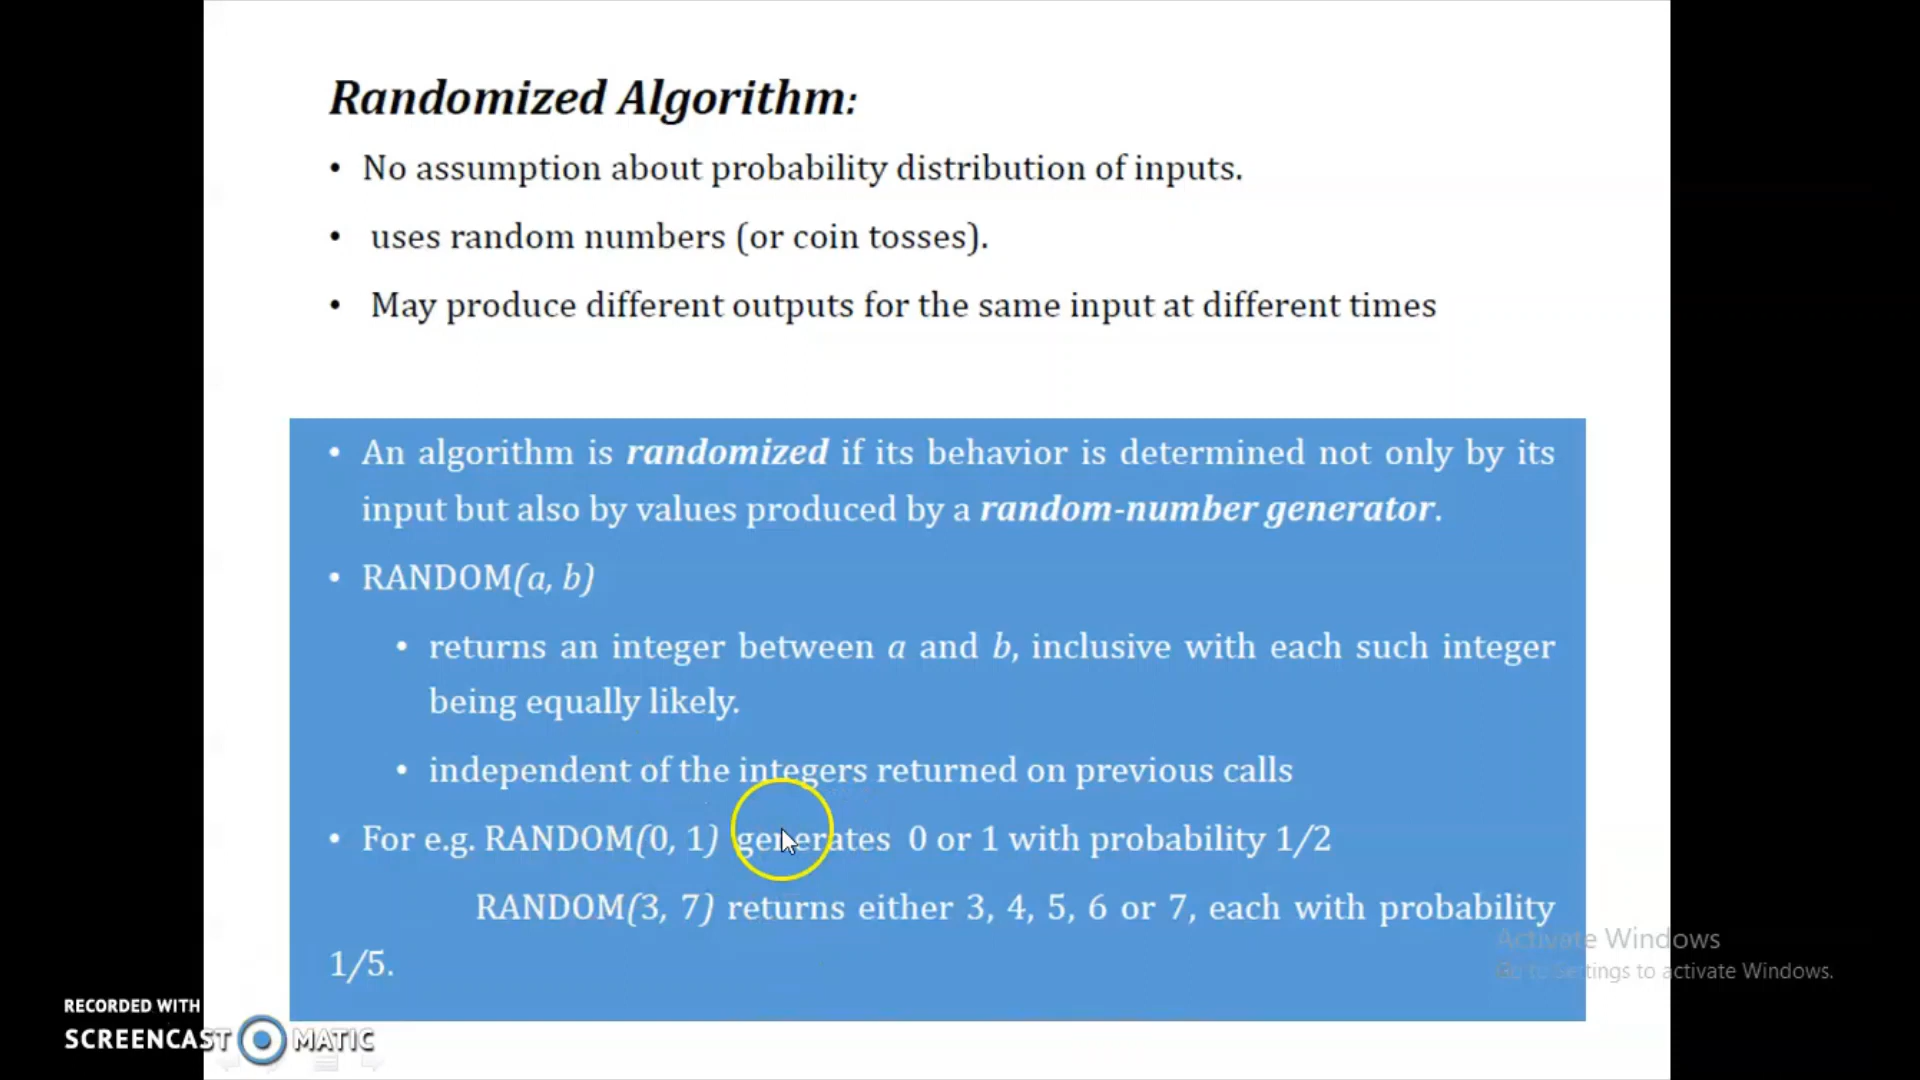 Randomized Algorithm:
• No assumption about probability distribution of inputs.
• uses random numbers (or coin tosses).
• May produce different outputs for the same input at different times
• An algorithm is randomized if its behavior is determined not only by its
input but also by values produced by a random-number generator.
• RANDOM(a, b)
• returns an integer between a and b, inclusive with each such integer
being equally likely.
• independent of the integers returned on previous calls
• For e.g. RANDOM(0, 1) generates 0 or 1 with probability 1/2
RANDOM(3, 7) returns either 3, 4, 5, 6 or 7, each with probability
1/5.
Activate Windows
Go to Settings to activate Windows.
RECORDED WITH
SCREENCAST MATIC